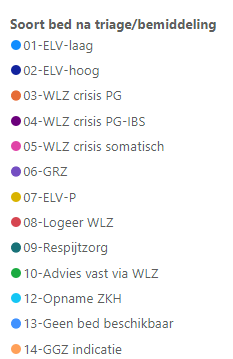 Soort bed na triage/bemiddeling
01-ELV-laag
02-ELV-hoog
03-WLZ crisis PG
04-WLZ crisis PG-IBS
05-WLZ crisis somatisch
06-GRZ
07-ELV-P
08-Logeer WLZ
09-Respijtzorg
10-Advies vast via WLZ
12-Opname ZKH
13-Geen bed beschikbaar
14-GGZ indicatie